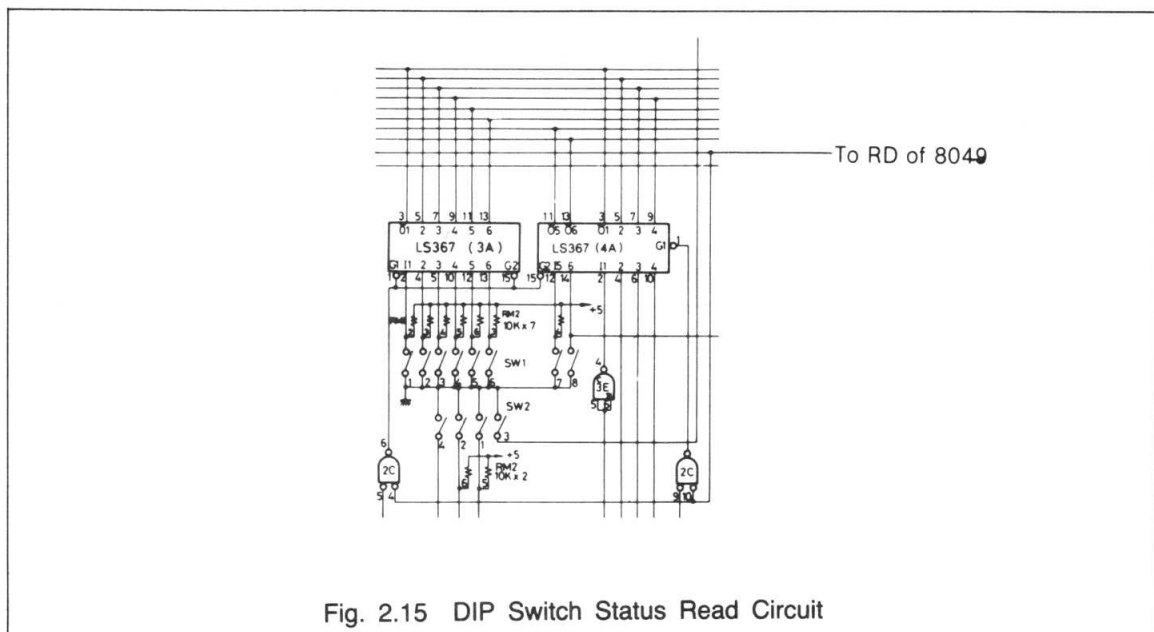 To RD of 8049
3 5 7 9 11 13 11 13 3 5 7 9
O1 2 3 4 5 6 O5 O6 O1 2 3 4
LS367 (3A) LS367 (4A) G1 1
G1 I1 2 3 4 5 6 G2 G2 I5 6 I1 2 3 4
1 2 4 5 10 12 13 15 15 12 14 2 4 6 10
+5
RM2
10K x 7
SW1
1 2 3 4 5 6 7 8
4
3E
5
SW2
4 2 1 3
+5
RM2
10K x 2
6 5
6
2C 2C
5 4 9 10
Fig. 2.15 DIP Switch Status Read Circuit